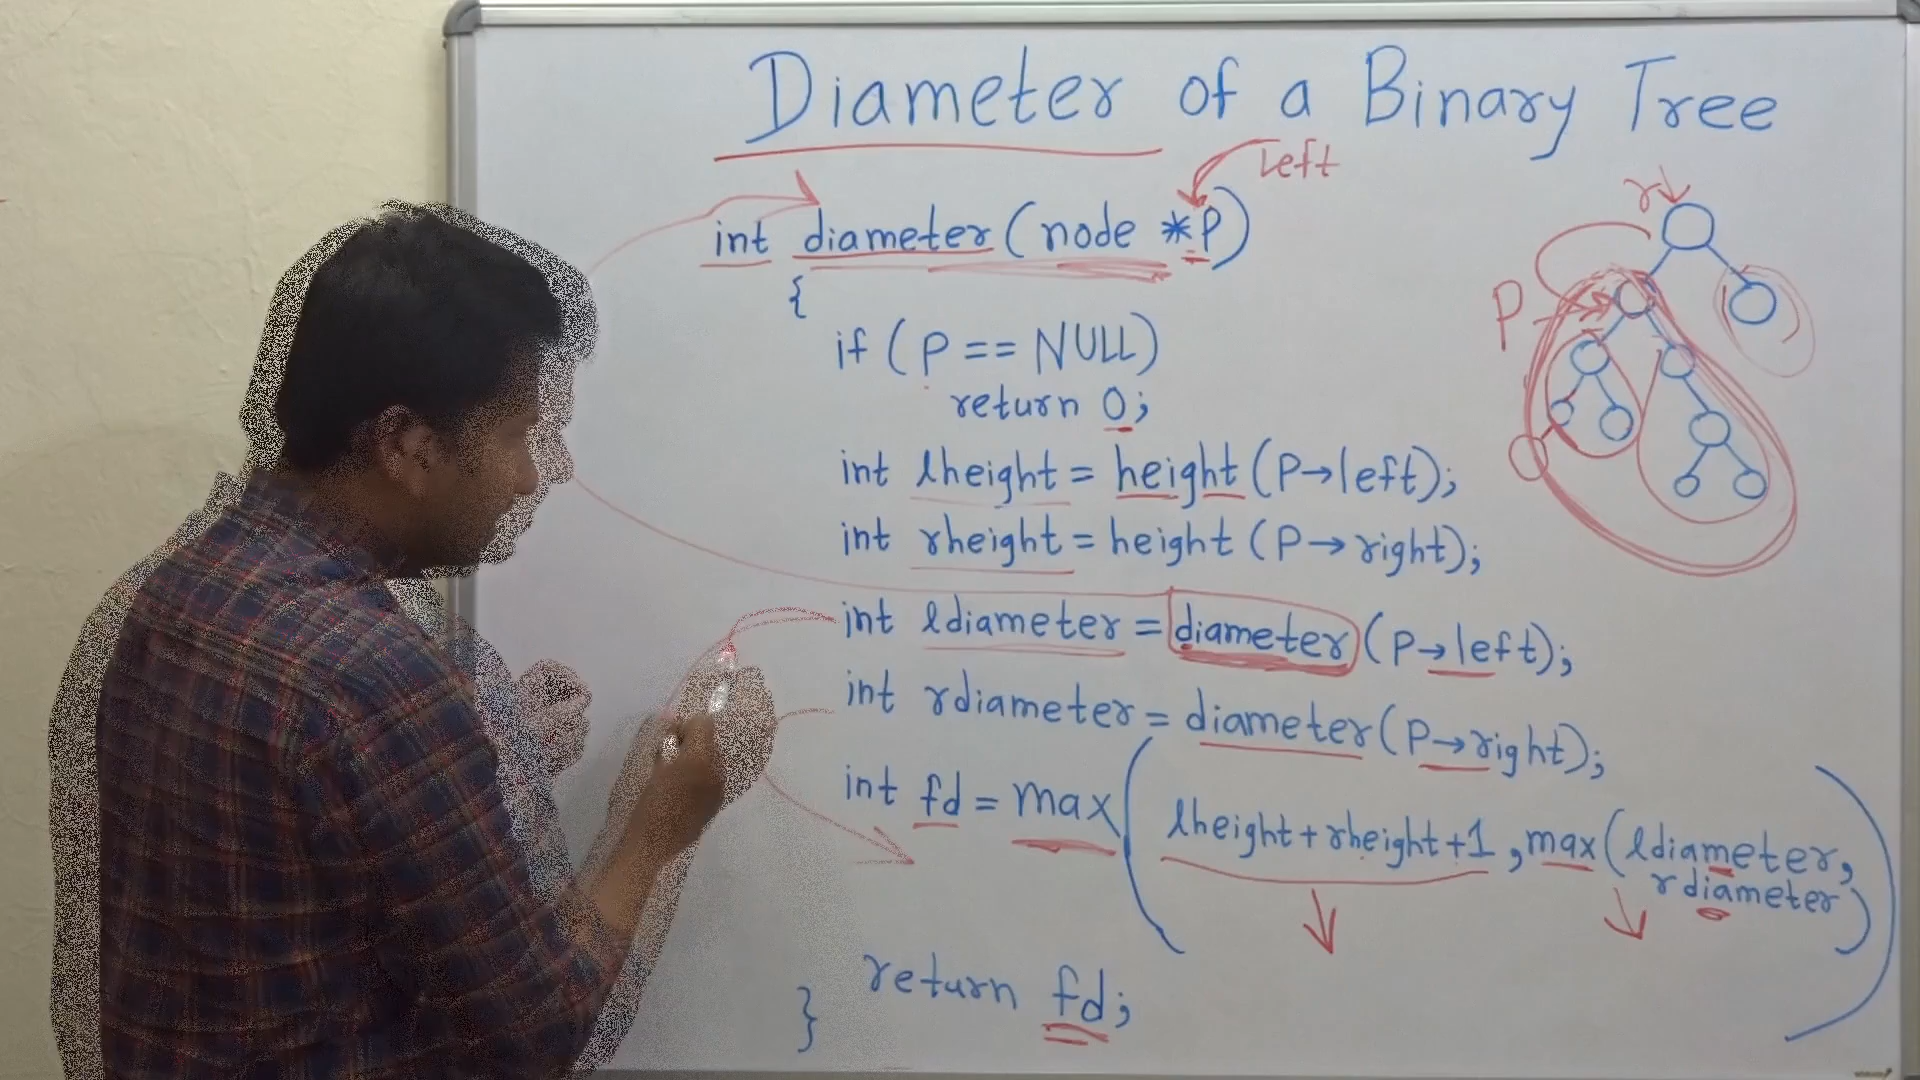 Diameter of a Binary Tree
left
int diameter (node *P)
{
if (P == NULL)
return 0;
int lheight = height (P→left);
int rheight = height (P→right);
int ldiameter = diameter (P→left);
int rdiameter = diameter (P→right);
int fd = max ( lheight + rheight + 1 , max (ldiameter,
rdiameter) )
return fd;
}
r
P